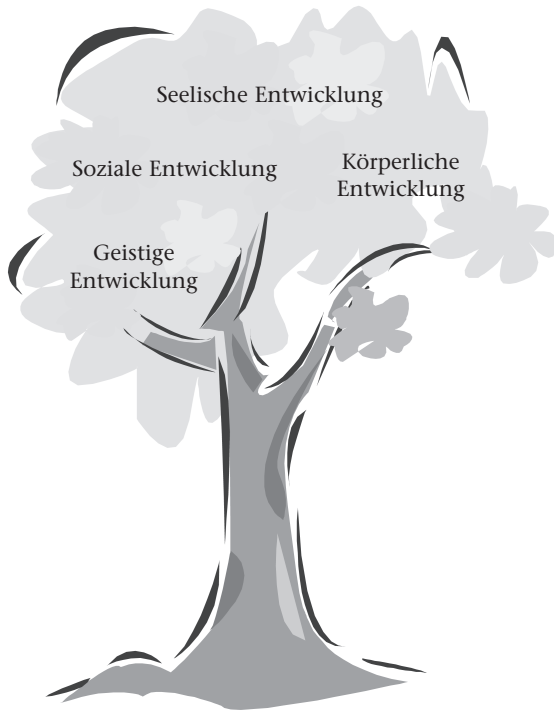 Seelische Entwicklung
Soziale Entwicklung
Körperliche
Entwicklung
Geistige
Entwicklung